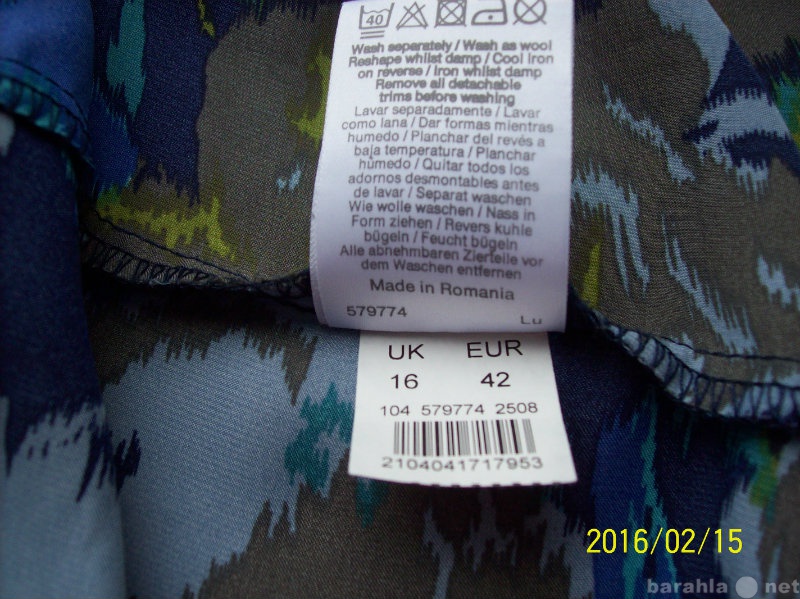 40
Wash separately / Wash as wool
Reshape whilst damp / Cool iron
on reverse / Iron whilst damp
Remove all detachable
trims before washing
Lavar separadamente / Lavar
como lana / Dar formas mientras
humedo / Planchar del revés a
baja temperatura / Planchar
húmedo / Quitar todos los
adornos desmontables antes
de lavar / Separat waschen
Wie wolle waschen / Nass in
Form ziehen / Revers kuhle
bügeln / Feucht bügeln
Alle abnehmbaren Zierteile vor
dem Waschen entfernen
Made in Romania
579774 Lu
UK EUR
16 42
104 579774 2508
2104041717953
2016/02/15
barahla net